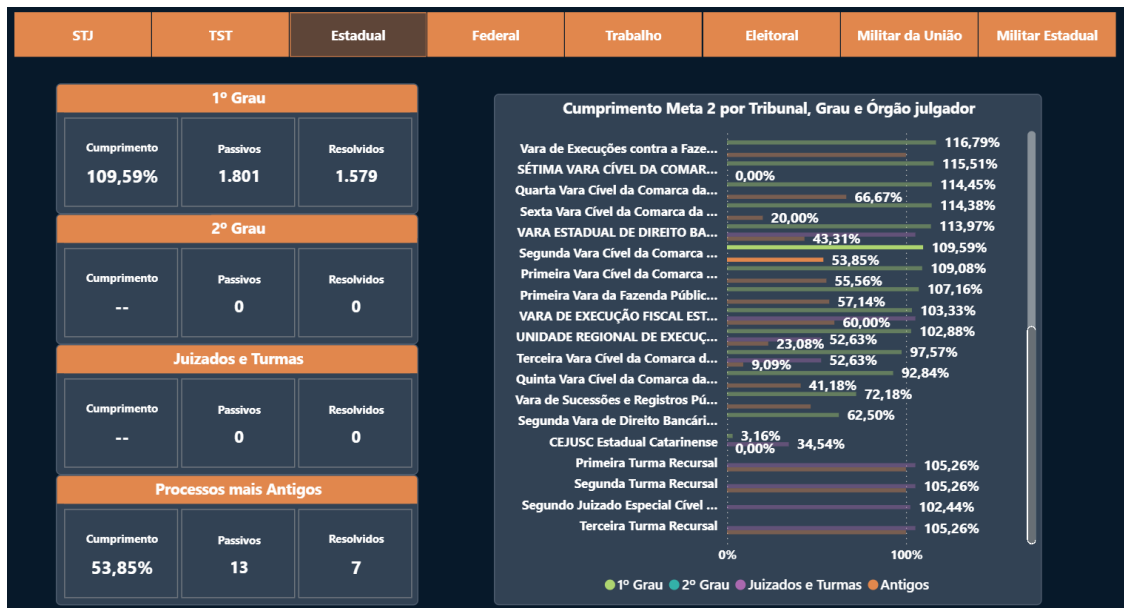 STJ
TST
Estadual
Federal
Trabalho
Eleitoral
Militar da União
Militar Estadual
1º Grau
Cumprimento
Passivos
Resolvidos
109,59%
1.801
1.579
2º Grau
Cumprimento
Passivos
Resolvidos
--
0
0
Juizados e Turmas
Cumprimento
Passivos
Resolvidos
--
0
0
Processos mais Antigos
Cumprimento
Passivos
Resolvidos
53,85%
13
7
Cumprimento Meta 2 por Tribunal, Grau e Órgão julgador
Vara de Execuções contra a Faze...
116,79%
SÉTIMA VARA CÍVEL DA COMAR...
115,51%
0,00%
Quarta Vara Cível da Comarca da...
114,45%
66,67%
Sexta Vara Cível da Comarca da ...
114,38%
20,00%
VARA ESTADUAL DE DIREITO BA...
113,97%
43,31%
Segunda Vara Cível da Comarca ...
109,59%
53,85%
Primeira Vara Cível da Comarca ...
109,08%
55,56%
Primeira Vara da Fazenda Públic...
107,16%
57,14%
VARA DE EXECUÇÃO FISCAL EST...
103,33%
60,00%
UNIDADE REGIONAL DE EXECUÇ...
102,88%
52,63%
23,08%
Terceira Vara Cível da Comarca d...
97,57%
52,63%
9,09%
Quinta Vara Cível da Comarca da...
92,84%
41,18%
Vara de Sucessões e Registros Pú...
72,18%
Segunda Vara de Direito Bancári...
62,50%
CEJUSC Estadual Catarinense
3,16%
34,54%
0,00%
Primeira Turma Recursal
105,26%
Segunda Turma Recursal
105,26%
Segundo Juizado Especial Cível ...
102,44%
Terceira Turma Recursal
105,26%
0%
100%
1º Grau
2º Grau
Juizados e Turmas
Antigos